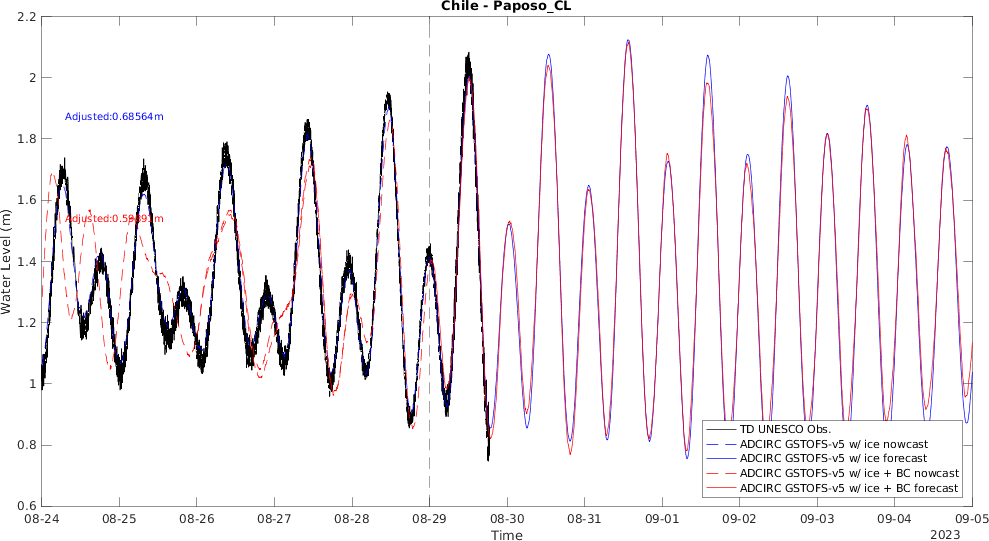 Chile - Paposo_CL
2.2
2
1.8
1.6
1.4
1.2
1
0.8
0.6
Water Level (m)
Adjusted:0.68564m
TD UNESCO Obs.
ADCIRC GSTOFS-v5 w/ ice nowcast
ADCIRC GSTOFS-v5 w/ ice forecast
ADCIRC GSTOFS-v5 w/ ice + BC nowcast
ADCIRC GSTOFS-v5 w/ ice + BC forecast
08-24 08-25 08-26 08-27 08-28 08-29 08-30 08-31 09-01 09-02 09-03 09-04 09-05
Time
2023